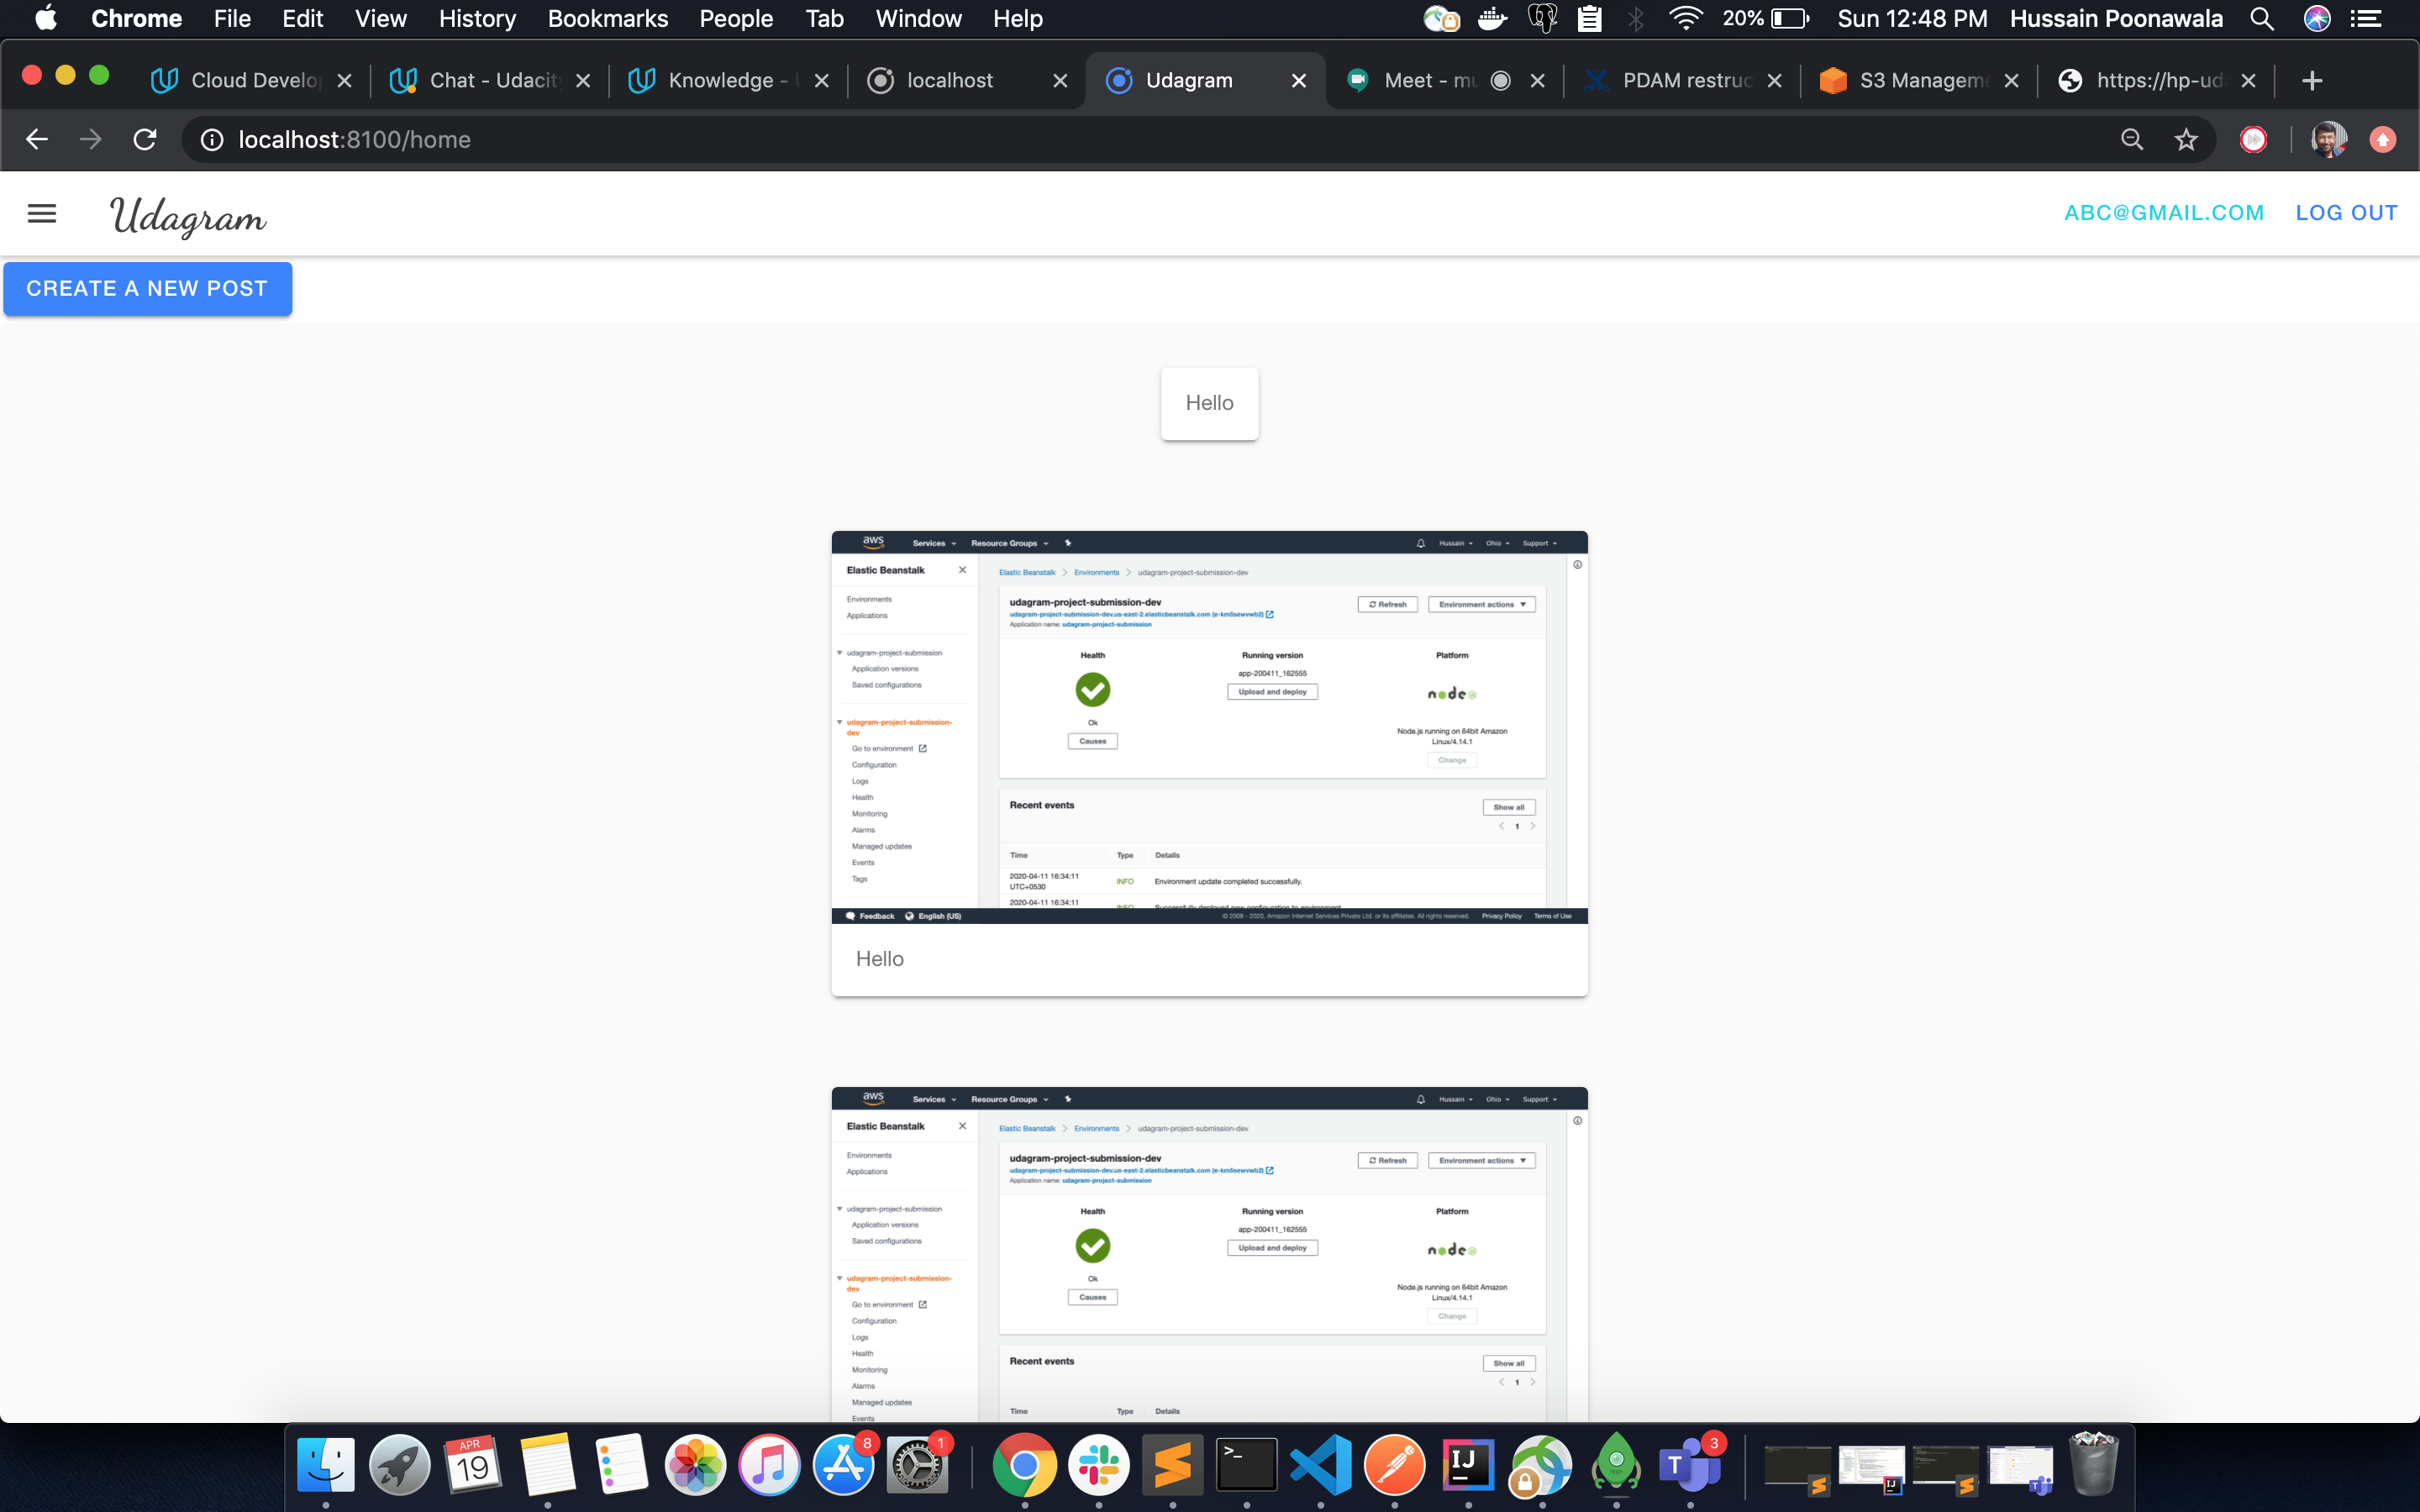 Chrome File Edit View History Bookmarks People Tab Window Help 20% Sun 12:48 PM Hussain Poonawala
Cloud Develo Chat - Udacit Knowledge - localhost Udagram Meet - mu PDAM restruc S3 Manageme https://hp-ud
localhost:8100/home
Udagram ABC@GMAIL.COM LOG OUT
CREATE A NEW POST
Hello
aws Services Resource Groups Hussain Ohio Support
Elastic Beanstalk
Environments
Applications
udagram-project-submission
Application versions
Saved configurations
udagram-project-submission-
dev
Go to environment
Configuration
Logs
Health
Monitoring
Alarms
Managed updates
Events
Tags
Elastic Beanstalk > Environments > udagram-project-submission-dev
udagram-project-submission-dev
udagram-project-submission-dev.us-east-2.elasticbeanstalk.com (e-km5sewvwb2)
Application name: udagram-project-submission
Refresh Environment actions
Health
Ok
Causes
Running version
app-200411_162555
Upload and deploy
Platform
node
Node.js running on 64bit Amazon
Linux/4.14.1
Change
Recent events
Show all
1
Time Type Details
2020-04-11 16:34:11
UTC+0530
INFO Environment update completed successfully.
2020-04-11 16:34:11 INFO Successfully deployed new configuration to environment.
Feedback English (US) © 2008 - 2020, Amazon Internet Services Private Ltd. or its affiliates. All rights reserved. Privacy Policy Terms of Use
Hello
aws Services Resource Groups Hussain Ohio Support
Elastic Beanstalk
Environments
Applications
udagram-project-submission
Application versions
Saved configurations
udagram-project-submission-
dev
Go to environment
Configuration
Logs
Health
Monitoring
Alarms
Managed updates
Events
Elastic Beanstalk > Environments > udagram-project-submission-dev
udagram-project-submission-dev
udagram-project-submission-dev.us-east-2.elasticbeanstalk.com (e-km5sewvwb2)
Application name: udagram-project-submission
Refresh Environment actions
Health
Ok
Causes
Running version
app-200411_162555
Upload and deploy
Platform
node
Node.js running on 64bit Amazon
Linux/4.14.1
Change
Recent events
Show all
1
Time Type Details
APR
19
8
1
IJ
T
3